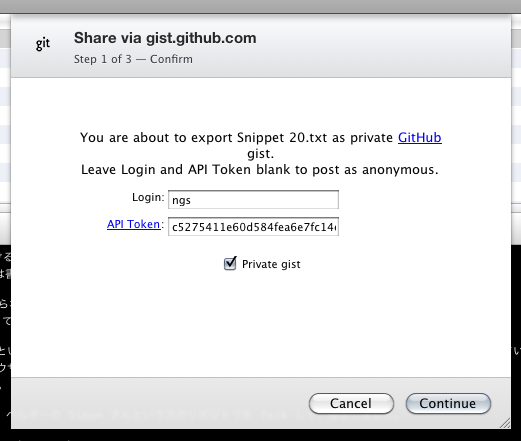 git
Share via gist.github.com
Step 1 of 3 — Confirm
You are about to export Snippet 20.txt as private GitHub
gist.
Leave Login and API Token blank to post as anonymous.
Login: ngs
API Token: c5275411e60d584fea6e7fc14
Private gist
Cancel
Continue